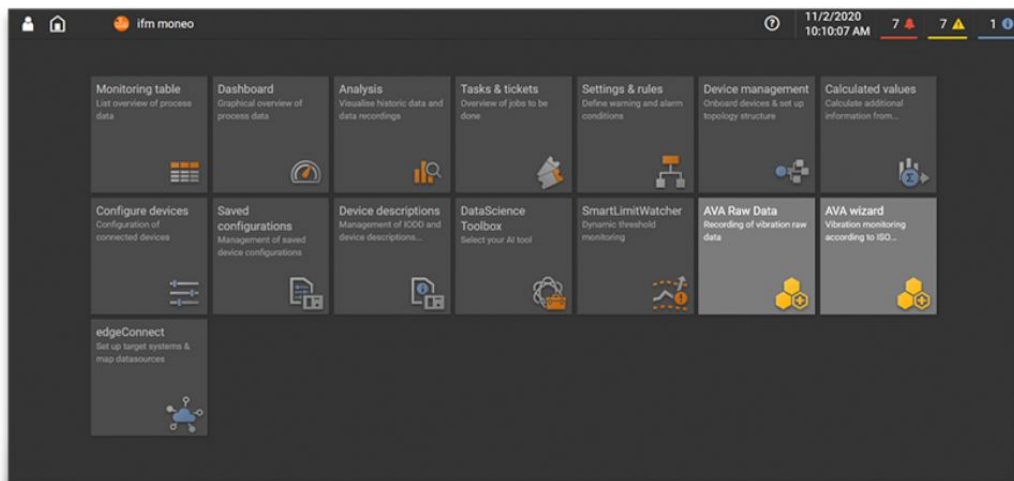 ifm moneo
11/2/2020
10:10:07 AM
7
7
1
Monitoring table
List overview of process
data
Dashboard
Graphical overview of
process data
Analysis
Visualise historic data and
data recordings
Tasks & tickets
Overview of jobs to be
done
Settings & rules
Define warning and alarm
conditions
Device management
Onboard devices & set up
topology structure
Calculated values
Calculate additional
information from...
Configure devices
Configuration of
connected devices
Saved
configurations
Management of saved
device configurations
Device descriptions
Management of IODD and
device descriptions...
DataScience
Toolbox
Select your AI tool
SmartLimitWatcher
Dynamic threshold
monitoring
AVA Raw Data
Recording of vibration raw
data
AVA wizard
Vibration monitoring
according to ISO...
edgeConnect
Set up target systems &
map datasources